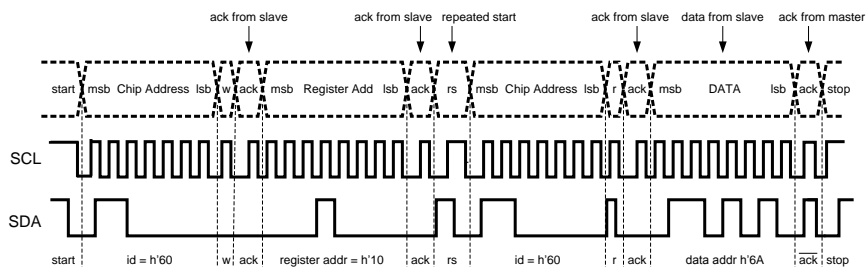 ack from slave ack from slave repeated start ack from slave data from slave ack from master
start msb Chip Address lsb w ack msb Register Add lsb ack rs msb Chip Address lsb r ack msb DATA lsb ack stop
SCL
SDA
start id = h'60 w ack register addr = h'10 ack rs id = h'60 r ack data addr h'6A ack stop